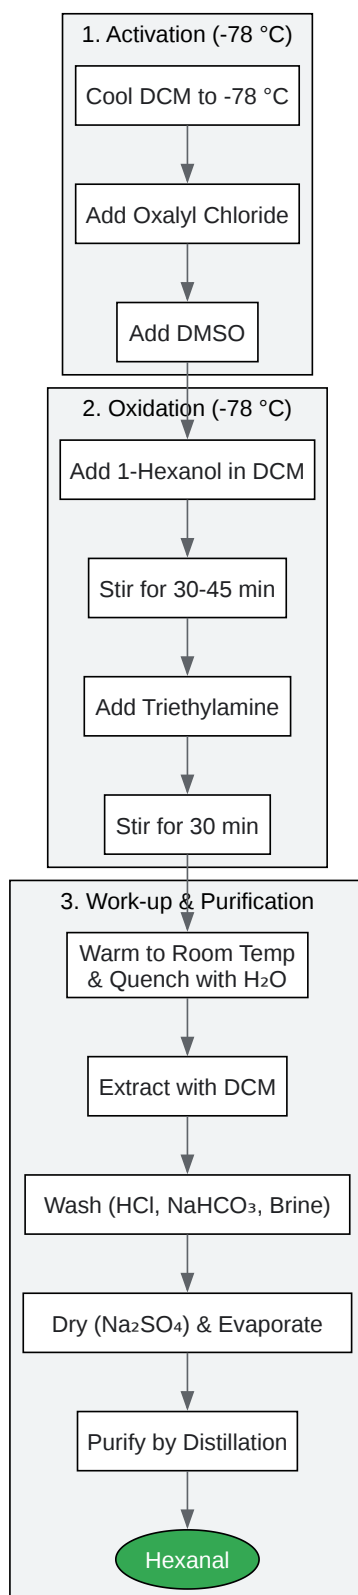 1. Activation (-78 °C)
Cool DCM to -78 °C
Add Oxalyl Chloride
Add DMSO
2. Oxidation (-78 °C)
Add 1-Hexanol in DCM
Stir for 30-45 min
Add Triethylamine
Stir for 30 min
3. Work-up & Purification
Warm to Room Temp
& Quench with H₂O
Extract with DCM
Wash (HCl, NaHCO₃, Brine)
Dry (Na₂SO₄) & Evaporate
Purify by Distillation
Hexanal